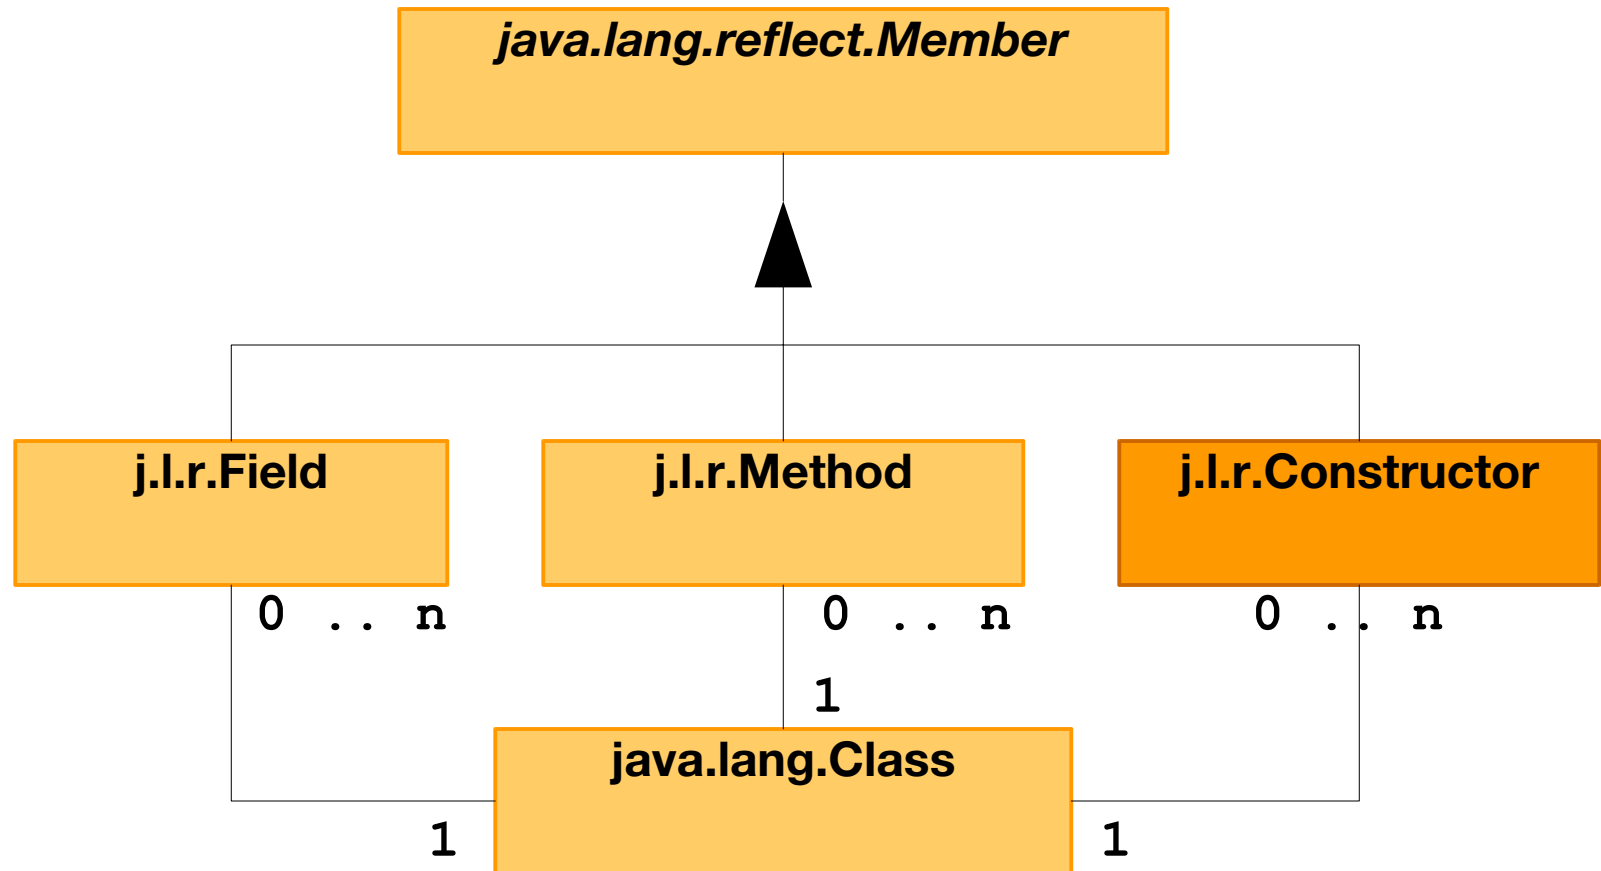 java.lang.reflect.Member
j.l.r.Field
j.l.r.Method
j.l.r.Constructor
0 .. n
0 .. n
0 .. n
1
java.lang.Class
1
1